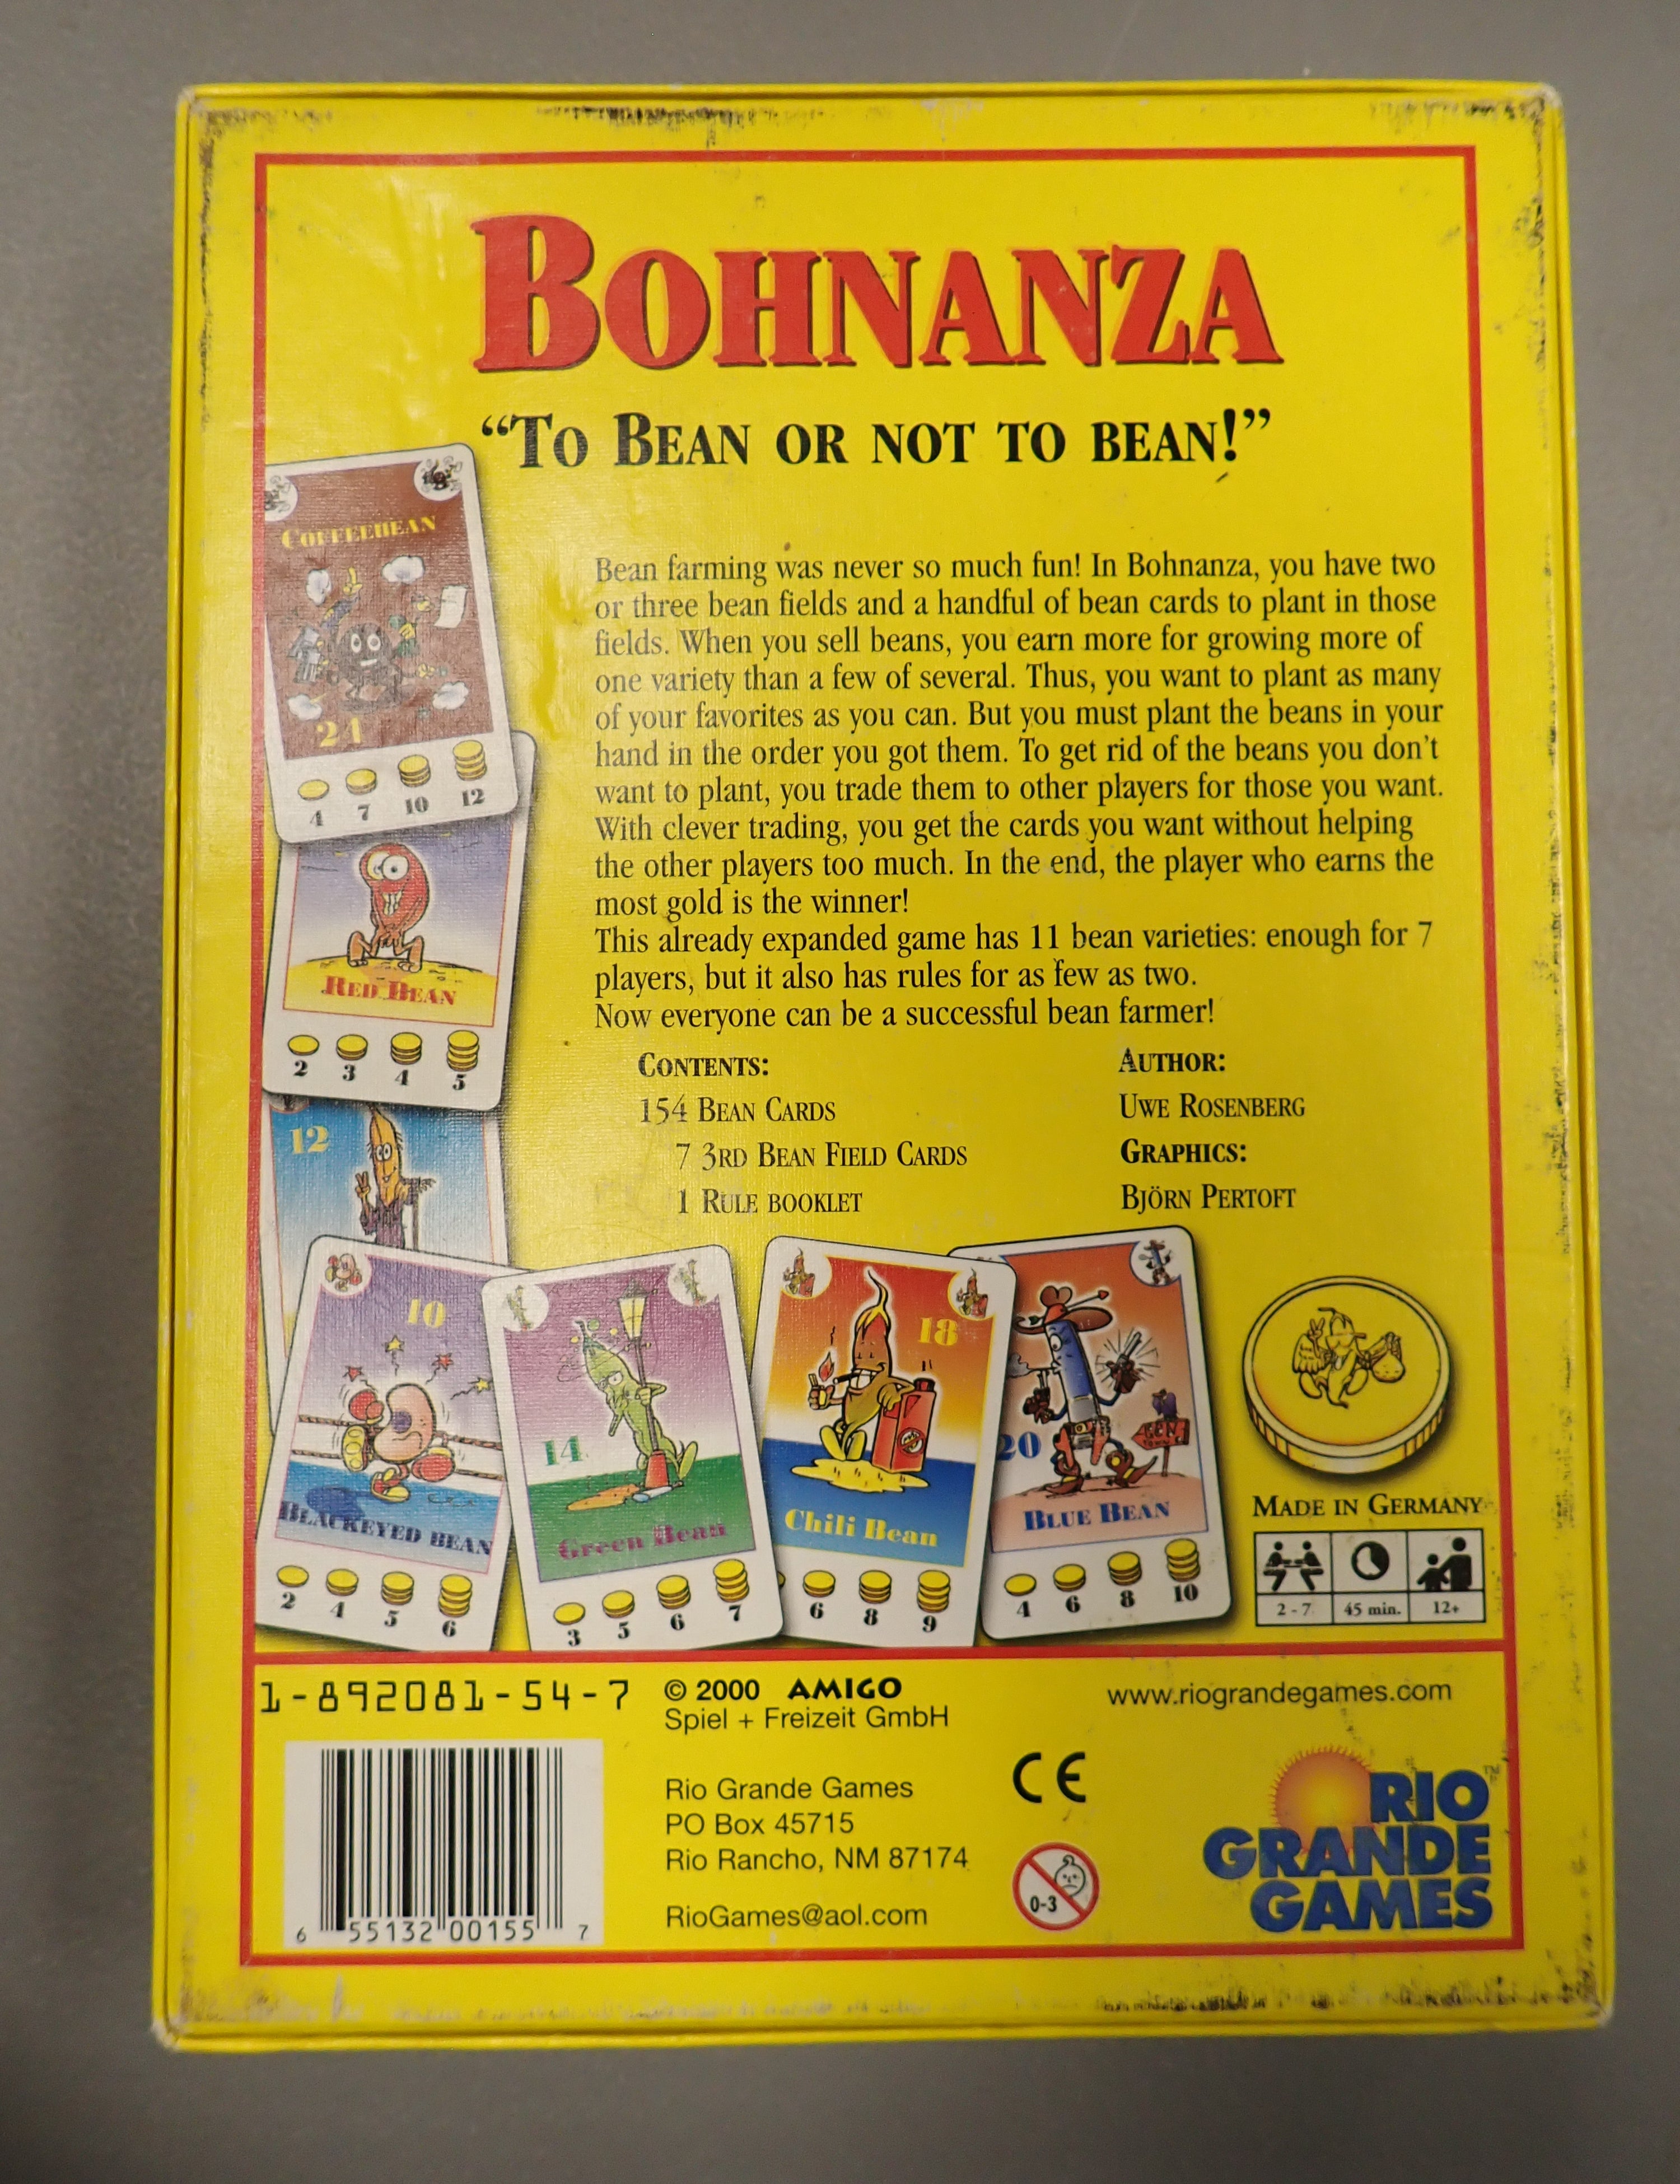 BOHNANZA
“TO BEAN OR NOT TO BEAN!”
COFFEEBEAN
24
4 7 10 12
RED BEAN
2 3 4 5
12
Bean farming was never so much fun! In Bohnanza, you have two
or three bean fields and a handful of bean cards to plant in those
fields. When you sell beans, you earn more for growing more of
one variety than a few of several. Thus, you want to plant as many
of your favorites as you can. But you must plant the beans in your
hand in the order you got them. To get rid of the beans you don’t
want to plant, you trade them to other players for those you want.
With clever trading, you get the cards you want without helping
the other players too much. In the end, the player who earns the
most gold is the winner!
This already expanded game has 11 bean varieties: enough for 7
players, but it also has rules for as few as two.
Now everyone can be a successful bean farmer!
CONTENTS:
154 BEAN CARDS
7 3RD BEAN FIELD CARDS
1 RULE BOOKLET
AUTHOR:
UWE ROSENBERG
GRAPHICS:
BJÖRN PERTOFT
10
BLACKEYED BEAN
2 4 5 6
14
Green Bean
3 5 6 7
18
Chili Bean
6 8 9
20
BLUE BEAN
4 6 8 10
MADE IN GERMANY
2 - 7 45 min. 12+
1-892081-54-7
6 55132 00155 7
© 2000 AMIGO
Spiel + Freizeit GmbH
Rio Grande Games
PO Box 45715
Rio Rancho, NM 87174
RioGames@aol.com
CE
0-3
www.riograndegames.com
RIO™
GRANDE
GAMES